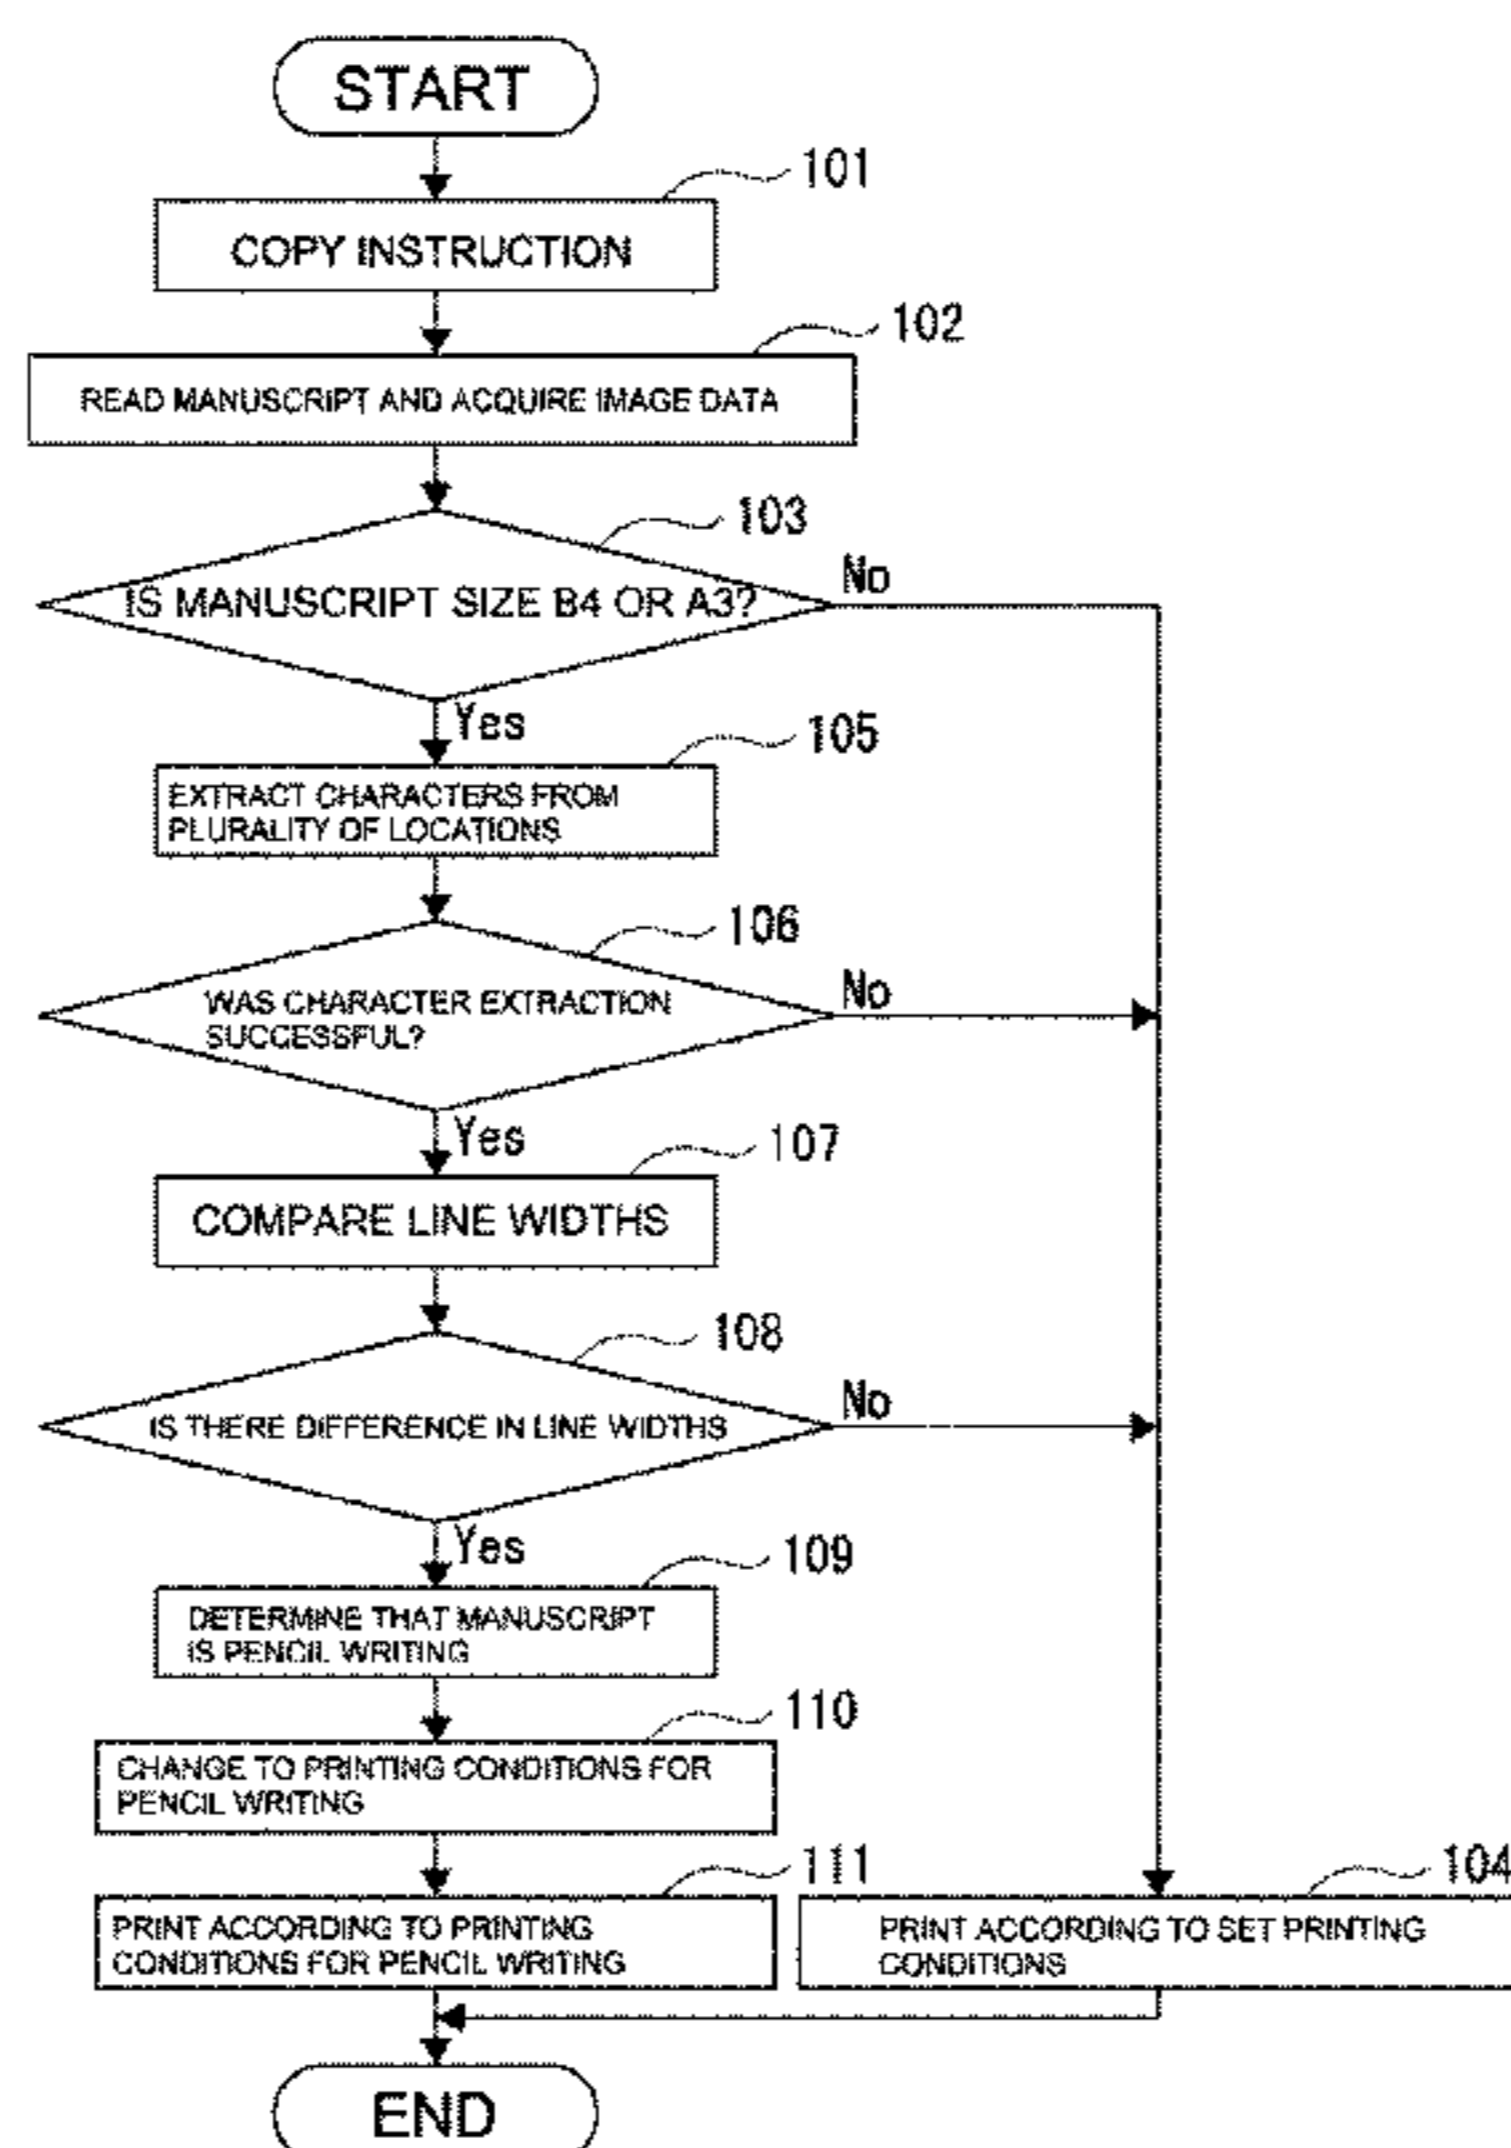 START
101
COPY INSTRUCTION
102
READ MANUSCRIPT AND ACQUIRE IMAGE DATA
103
IS MANUSCRIPT SIZE B4 OR A3?
No
Yes
105
EXTRACT CHARACTERS FROM
PLURALITY OF LOCATIONS
106
WAS CHARACTER EXTRACTION
SUCCESSFUL?
No
Yes
107
COMPARE LINE WIDTHS
108
IS THERE DIFFERENCE IN LINE WIDTHS
No
Yes
109
DETERMINE THAT MANUSCRIPT
IS PENCIL WRITING
110
CHANGE TO PRINTING CONDITIONS FOR
PENCIL WRITING
111
PRINT ACCORDING TO PRINTING
CONDITIONS FOR PENCIL WRITING
104
PRINT ACCORDING TO SET PRINTING
CONDITIONS
END